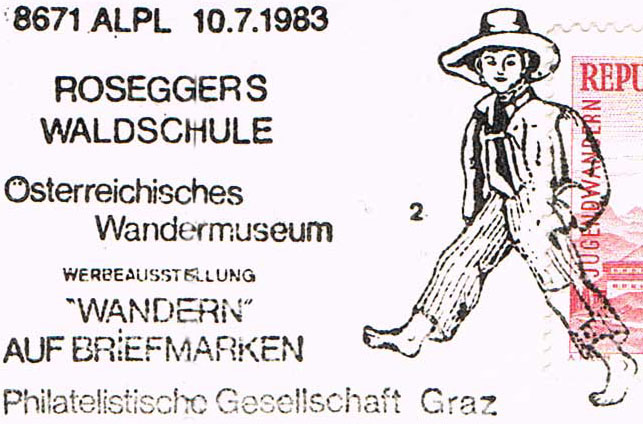 8671 ALPL 10.7.1983
ROSEGGERS
WALDSCHULE
Österreichisches
Wandermuseum
2
WERBEAUSSTELLUNG
"WANDERN"
AUF BRIEFMARKEN
Philatelistische Gesellschaft Graz
REPU
JUGENDWANDERN